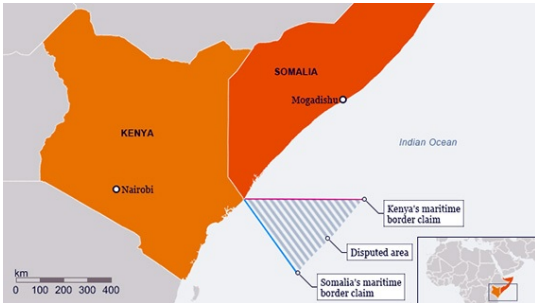 SOMALIA
Mogadishu
KENYA
Indian Ocean
Nairobi
Kenya's maritime
border claim
Disputed area
km
0 100 200 300 400
Somalia's maritime
border claim